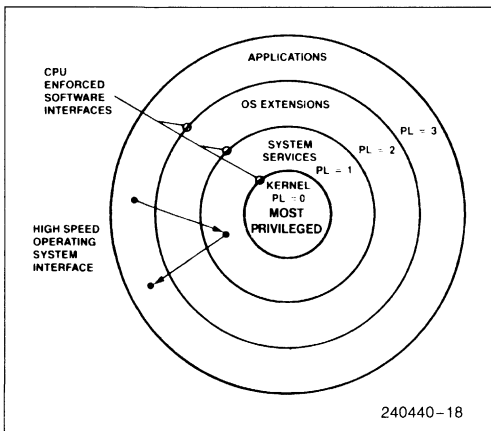 APPLICATIONS
CPU
ENFORCED
SOFTWARE
INTERFACES
OS EXTENSIONS
SYSTEM
SERVICES
KERNEL
PL = 0
MOST
PRIVILEGED
PL = 1
PL = 2
PL = 3
HIGH SPEED
OPERATING
SYSTEM
INTERFACE
240440-18